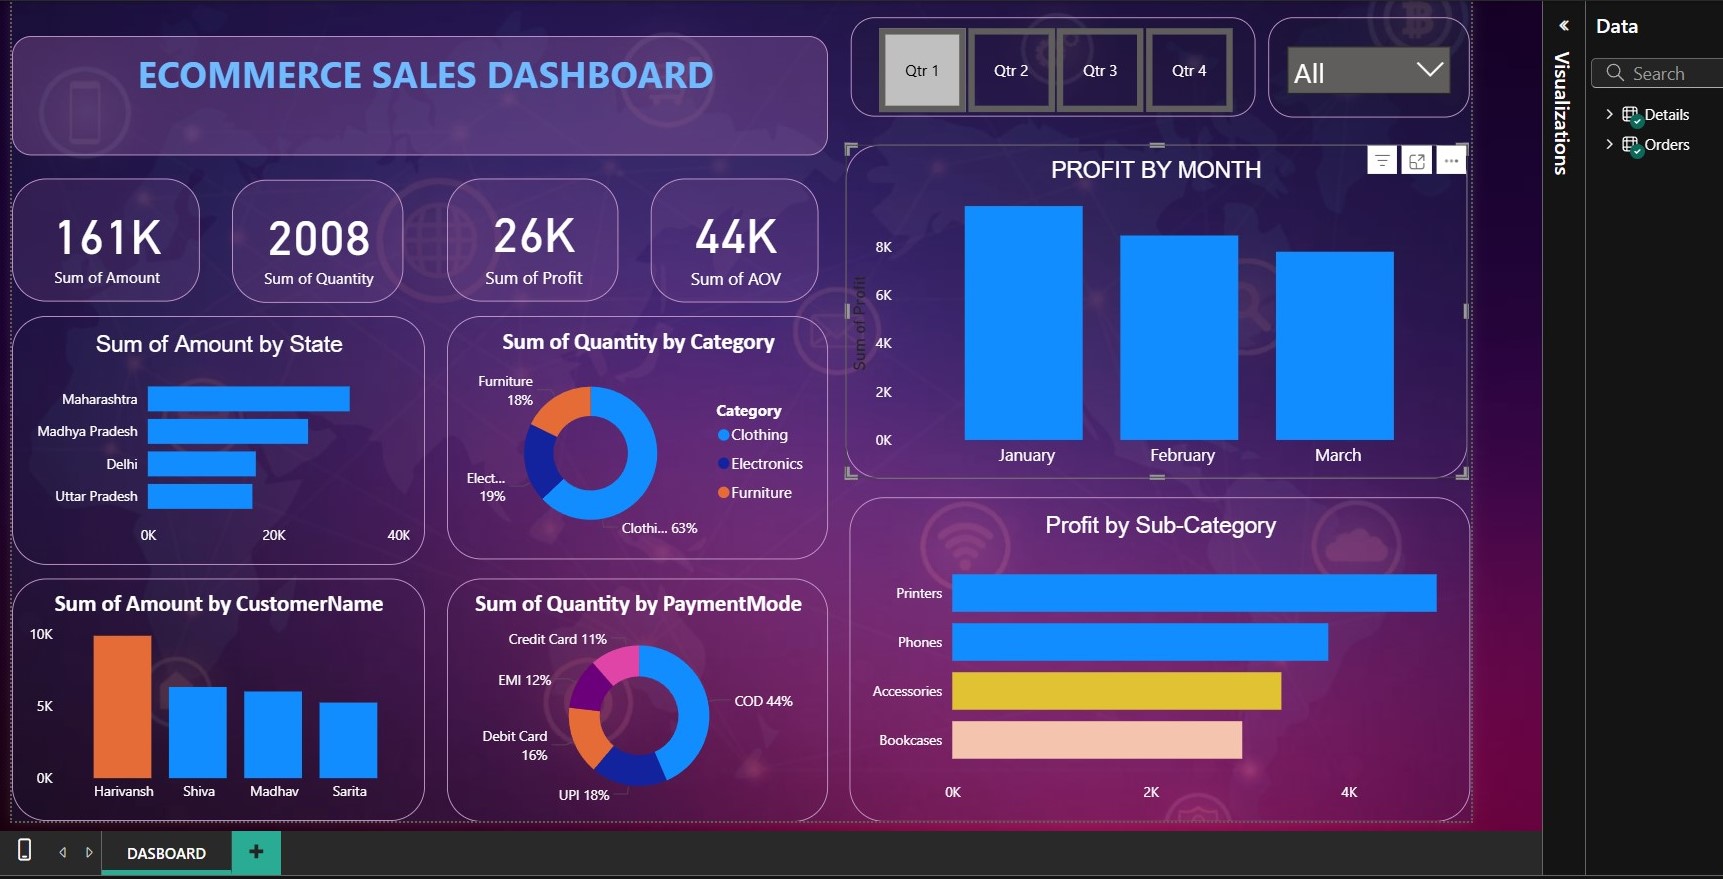 ECOMMERCE SALES DASHBOARD
Qtr 1
Qtr 2
Qtr 3
Qtr 4
All
161K
Sum of Amount
2008
Sum of Quantity
26K
Sum of Profit
44K
Sum of AOV
PROFIT BY MONTH
Sum of Profit
8K
6K
4K
2K
0K
January
February
March
Sum of Amount by State
Maharashtra
Madhya Pradesh
Delhi
Uttar Pradesh
0K
20K
40K
Sum of Quantity by Category
Furniture
18%
Elect...
19%
Clothi... 63%
Category
Clothing
Electronics
Furniture
Profit by Sub-Category
Printers
Phones
Accessories
Bookcases
0K
2K
4K
Sum of Amount by CustomerName
10K
5K
0K
Harivansh
Shiva
Madhav
Sarita
Sum of Quantity by PaymentMode
Credit Card 11%
EMI 12%
Debit Card
16%
UPI 18%
COD 44%
DASBOARD
Visualizations
Data
Search
Details
Orders